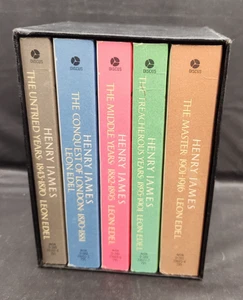 HENRY JAMES
THE UNTRIED YEARS: 1843-1870 LEON EDEL
HENRY JAMES
THE CONQUEST OF LONDON: 1870-1881
LEON EDEL
HENRY JAMES
THE MIDDLE YEARS: 1882-1895 LEON EDEL
HENRY JAMES
THE TREACHEROUS YEARS: 1895-1901 LEON EDEL
HENRY JAMES
THE MASTER: 1901-1916 LEON EDEL